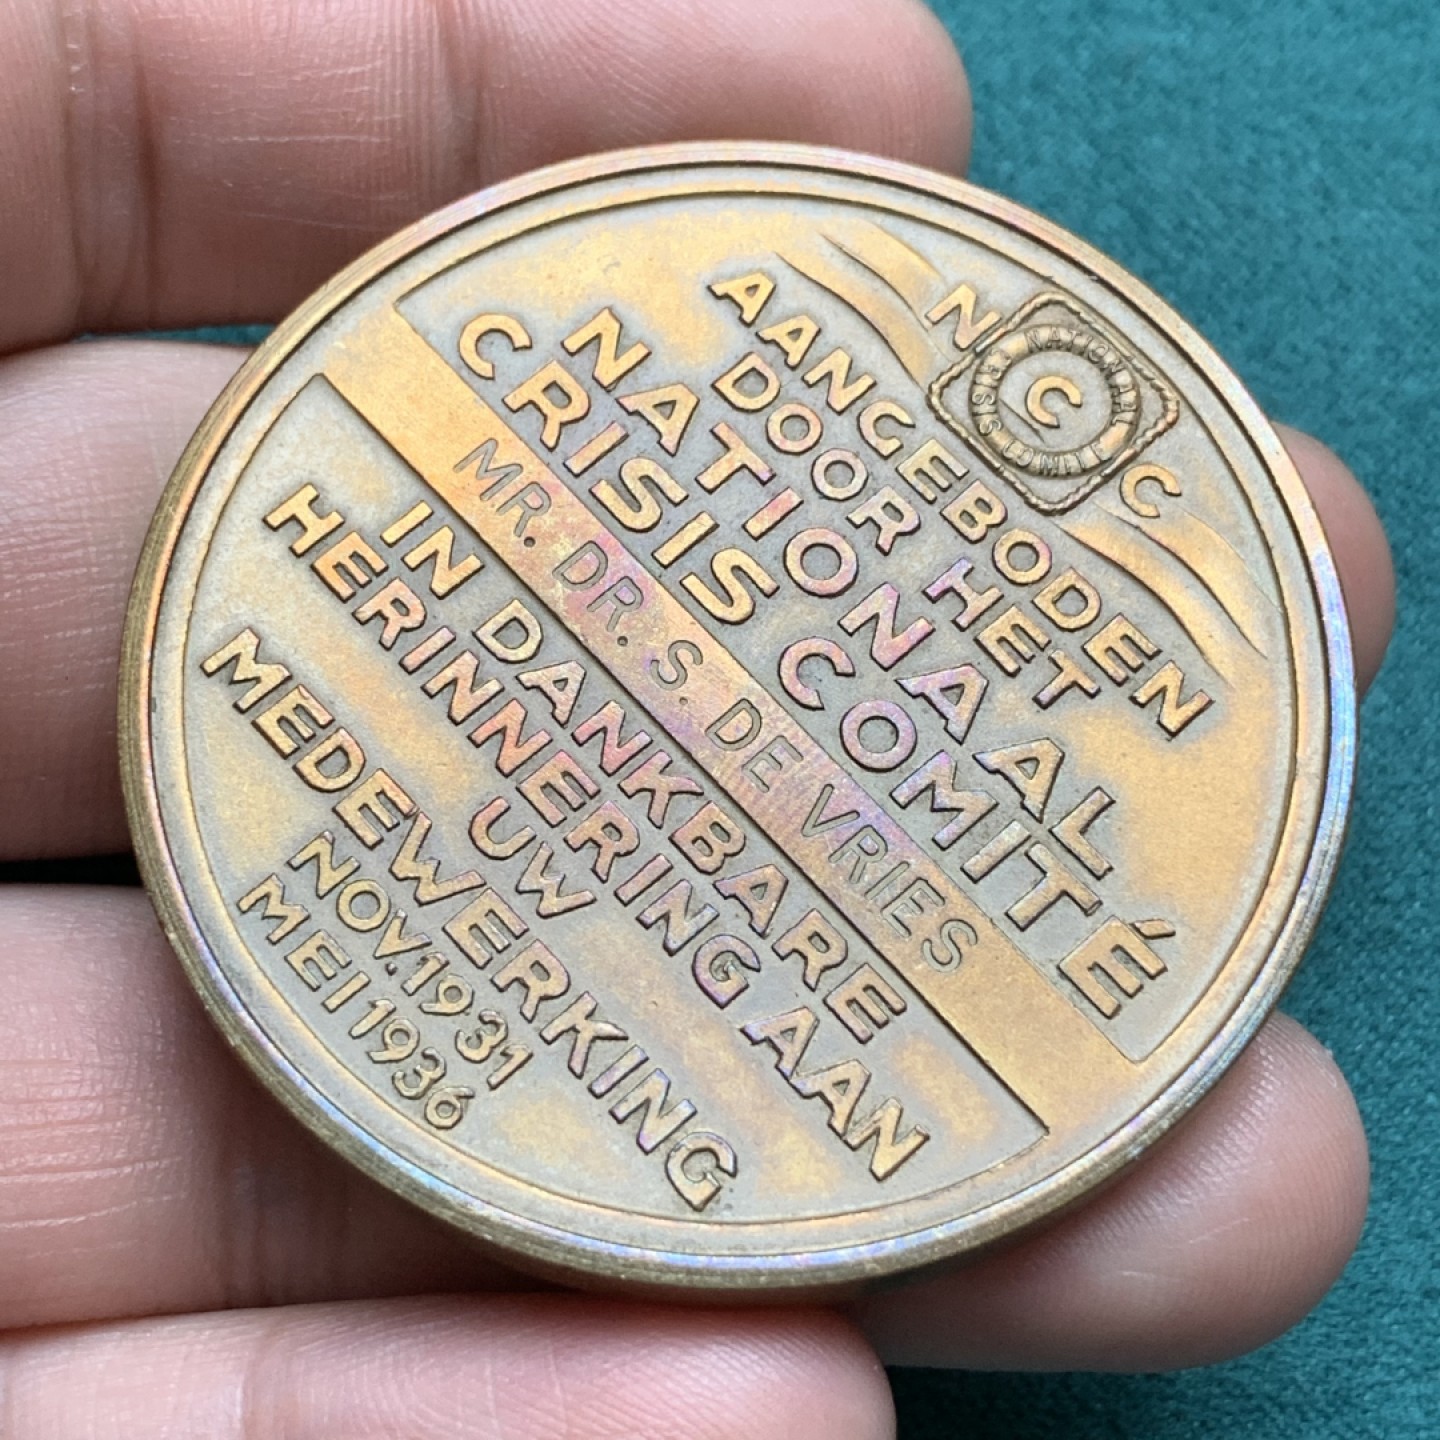 N C C
NATIONAAL CRISIS COMITE
AANGEBODEN
DOOR HET
NATIONAAL
CRISIS COMITÉ
MR. DR. S. DE VRIES
IN DANKBARE
HERINNERING AAN
UW
MEDEWERKING
NOV. 1931
MEI 1936